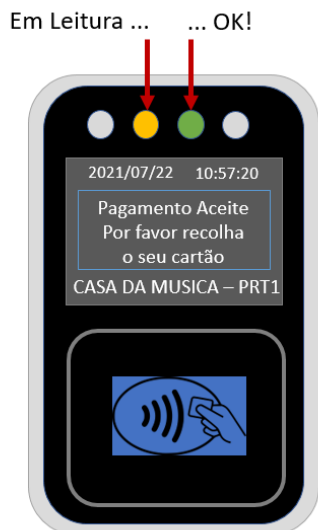 Em Leitura ... ... OK!
2021/07/22 10:57:20
Pagamento Aceite
Por favor recolha
o seu cartão
CASA DA MUSICA – PRT1